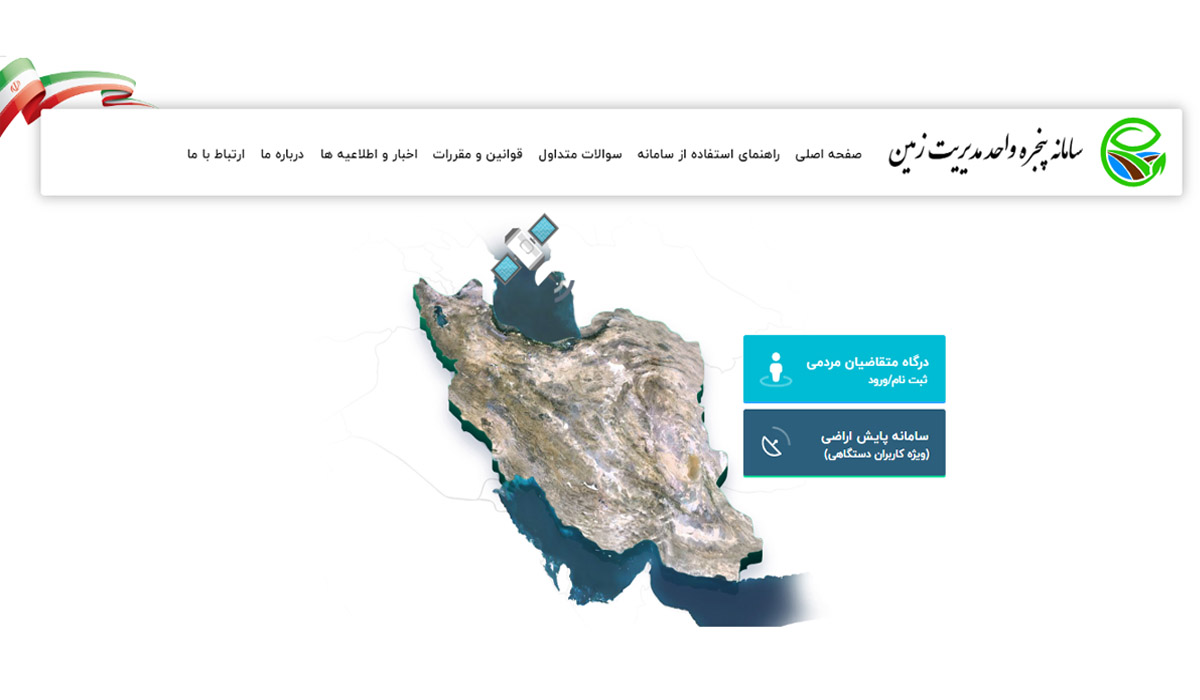 سامانه پنجره واحد مدیریت زمین
صفحه اصلی
راهنمای استفاده از سامانه
سوالات متداول
قوانین و مقررات
اخبار و اطلاعیه ها
درباره ما
ارتباط با ما
درگاه متقاضیان مردمی
ثبت نام/ورود
سامانه پایش اراضی
(ویژه کاربران دستگاهی)